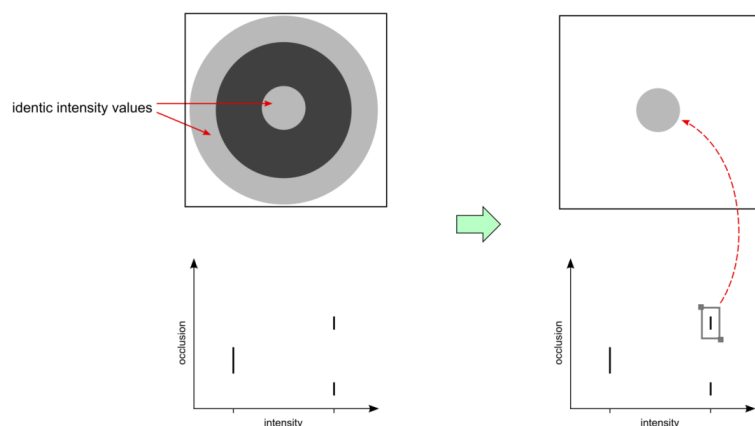 identic intensity values
occlusion
intensity
occlusion
intensity